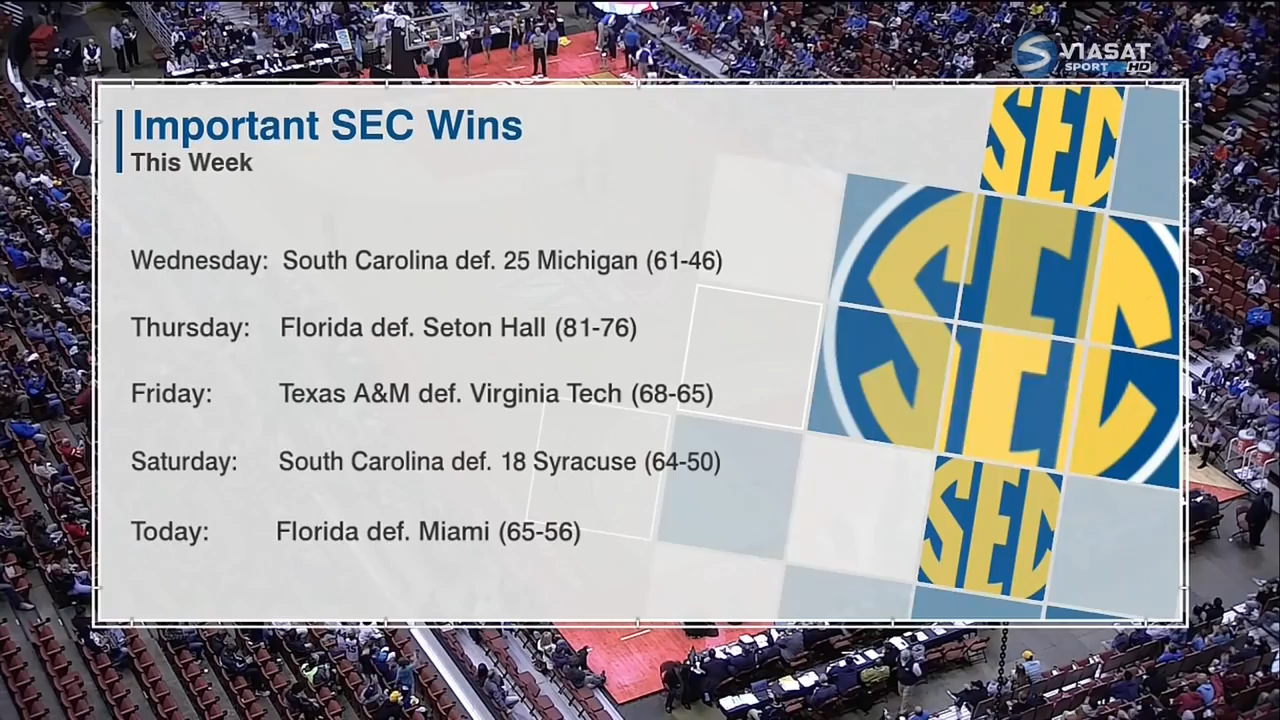 VIASAT
SPORT HD
Important SEC Wins
This Week
SEC
SEC
Wednesday: South Carolina def. 25 Michigan (61-46)
Thursday: Florida def. Seton Hall (81-76)
Friday: Texas A&M def. Virginia Tech (68-65)
Saturday: South Carolina def. 18 Syracuse (64-50)
SEC
Today: Florida def. Miami (65-56)